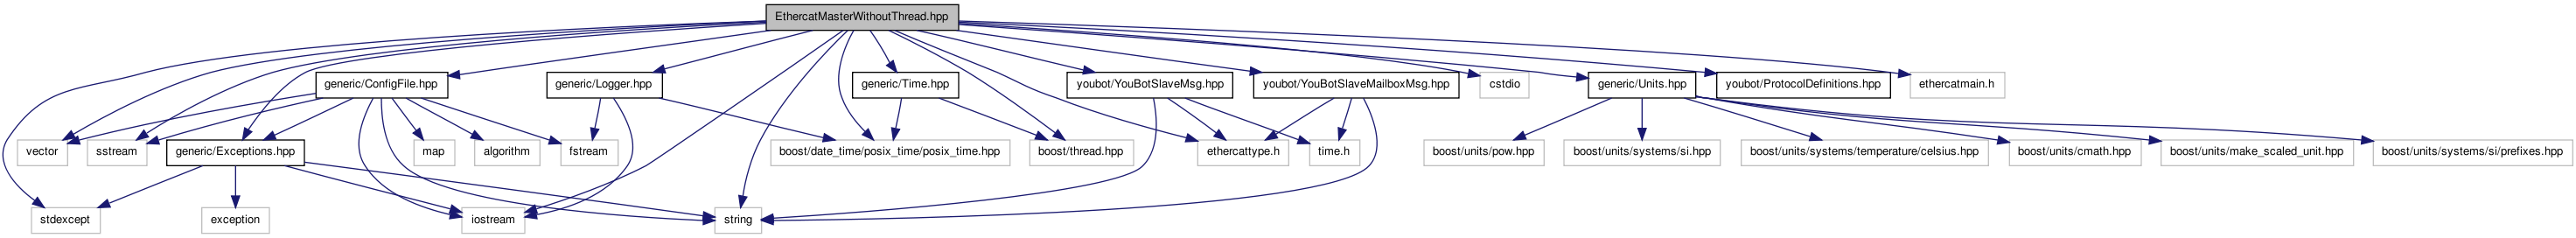 EthercatMasterWithoutThread.hpp
generic/ConfigFile.hpp
generic/Logger.hpp
generic/Time.hpp
youbot/YouBotSlaveMsg.hpp
youbot/YouBotSlaveMailboxMsg.hpp
cstdio
generic/Units.hpp
youbot/ProtocolDefinitions.hpp
ethercatmain.h
vector
sstream
generic/Exceptions.hpp
map
algorithm
fstream
boost/date_time/posix_time/posix_time.hpp
boost/thread.hpp
ethercattype.h
time.h
boost/units/pow.hpp
boost/units/systems/si.hpp
boost/units/systems/temperature/celsius.hpp
boost/units/cmath.hpp
boost/units/make_scaled_unit.hpp
boost/units/systems/si/prefixes.hpp
stdexcept
exception
iostream
string